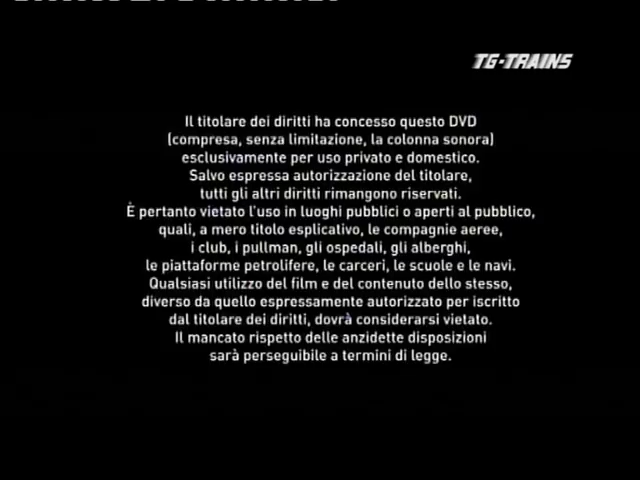 TG-TRAINS
Il titolare dei diritti ha concesso questo DVD
(compresa, senza limitazione, la colonna sonora)
esclusivamente per uso privato e domestico.
Salvo espressa autorizzazione del titolare,
tutti gli altri diritti rimangono riservati.
È pertanto vietato l'uso in luoghi pubblici o aperti al pubblico,
quali, a mero titolo esplicativo, le compagnie aeree,
i club, i pullman, gli ospedali, gli alberghi,
le piattaforme petrolifere, le carceri, le scuole e le navi.
Qualsiasi utilizzo del film e del contenuto dello stesso,
diverso da quello espressamente autorizzato per iscritto
dal titolare dei diritti, dovrà considerarsi vietato.
Il mancato rispetto delle anzidette disposizioni
sarà perseguibile a termini di legge.